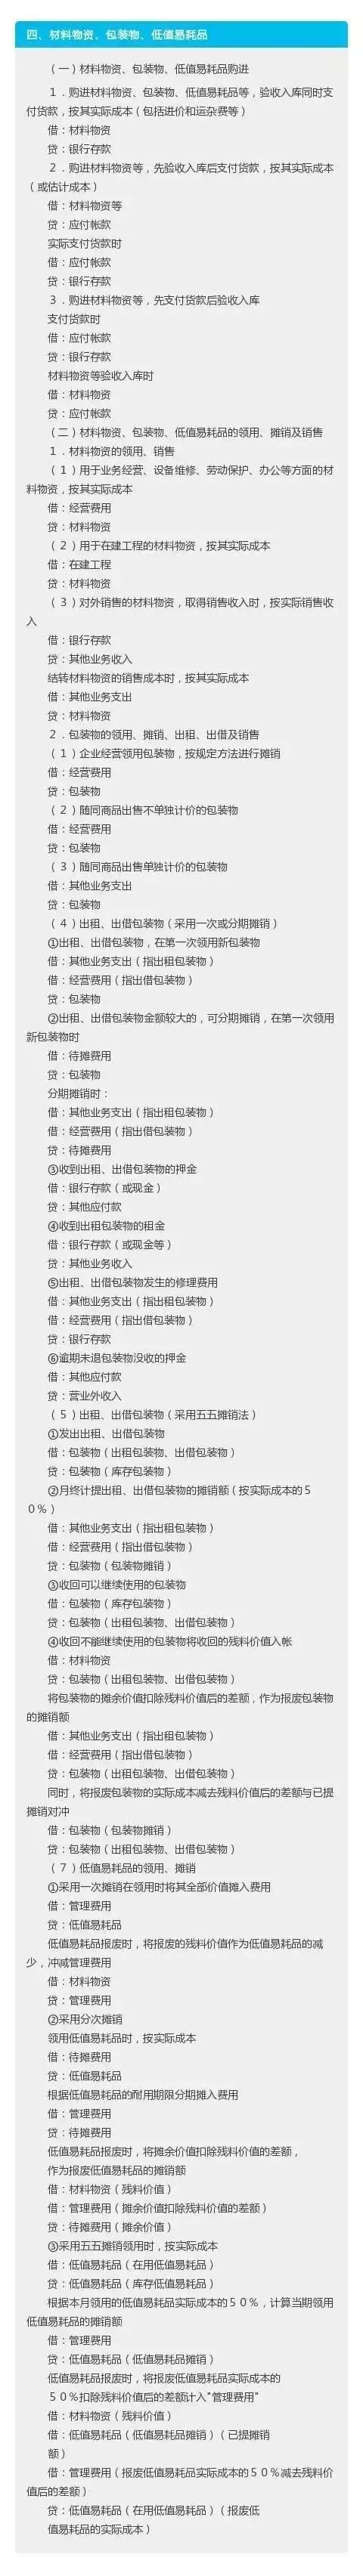 四、材料物资、包装物、低值易耗品
（一）材料物资、包装物、低值易耗品购进
１．购进材料物资、包装物、低值易耗品等，验收入库同时支
付货款，按其实际成本（包括进价和运杂费等）
借：材料物资
贷：银行存款
２．购进材料物资等，先验收入库后支付货款，按其实际成本
（或估计成本）
借：材料物资等
贷：应付帐款
实际支付货款时
借：应付帐款
贷：银行存款
３．购进材料物资等，先支付货款后验收入库
支付货款时
借：应付帐款
贷：银行存款
材料物资等验收入库时
借：材料物资
贷：应付帐款
（二）材料物资、包装物、低值易耗品的领用、摊销及销售
１．材料物资的领用、销售
（１）用于业务经营、设备维修、劳动保护、办公等方面的材
料物资，按其实际成本
借：经营费用
贷：材料物资
（２）用于在建工程的材料物资，按其实际成本
借：在建工程
贷：材料物资
（３）对外销售的材料物资，取得销售收入时，按实际销售收
入
借：银行存款
贷：其他业务收入
结转材料物资的销售成本时，按其实际成本
借：其他业务支出
贷：材料物资
２．包装物的领用、摊销、出租、出借及销售
（１）企业经营领用包装物，按规定方法进行摊销
借：经营费用
贷：包装物
（２）随同商品出售不单独计价的包装物
借：经营费用
贷：包装物
（３）随同商品出售单独计价的包装物
借：其他业务支出
贷：包装物
（４）出租、出借包装物（采用一次或分期摊销）
①出租、出借包装物，在第一次领用新包装物
借：其他业务支出（指出租包装物）
借：经营费用（指出借包装物）
贷：包装物
②出租、出借包装物金额较大的，可分期摊销，在第一次领用
新包装物时
借：待摊费用
贷：包装物
分期摊销时：
借：其他业务支出（指出租包装物）
借：经营费用（指出借包装物）
贷：待摊费用
③收到出租、出借包装物的押金
借：银行存款（或现金）
贷：其他应付款
④收到出租包装物的租金
借：银行存款（或现金等）
贷：其他业务收入
⑤出租、出借包装物发生的修理费用
借：其他业务支出（指出租包装物）
借：经营费用（指出借包装物）
贷：银行存款
⑥逾期未退包装物没收的押金
借：其他应付款
贷：营业外收入
（５）出租、出借包装物（采用五五摊销法）
①发出出租、出借包装物
借：包装物（出租包装物、出借包装物）
贷：包装物（库存包装物）
②月终计提出租、出借包装物的摊销额（按实际成本的５
０％）
借：其他业务支出（指出租包装物）
借：经营费用（指出借包装物）
贷：包装物（包装物摊销）
③收回可以继续使用的包装物
借：包装物（库存包装物）
贷：包装物（出租包装物、出借包装物）
④收回不能继续使用的包装物将收回的残料价值入帐
借：材料物资
贷：包装物（出租包装物、出借包装物）
将包装物的摊余价值扣除残料价值后的差额，作为报废包装物
的摊销额
借：其他业务支出（指出租包装物）
借：经营费用（指出借包装物）
贷：包装物（出租包装物、出借包装物）
同时，将报废包装物的实际成本减去残料价值后的差额与已提
摊销对冲
借：包装物（包装物摊销）
贷：包装物（出租包装物、出借包装物）
（７）低值易耗品的领用、摊销
①采用一次摊销在领用时将其全部价值摊入费用
借：管理费用
贷：低值易耗品
低值易耗品报废时，将报废的残料价值作为低值易耗品的减
少，冲减管理费用
借：材料物资
贷：管理费用
②采用分次摊销
领用低值易耗品时，按实际成本
借：待摊费用
贷：低值易耗品
根据低值易耗品的耐用期限分期摊入费用
借：管理费用
贷：待摊费用
低值易耗品报废时，将摊余价值扣除残料价值的差额，
作为报废低值易耗品的摊销额
借：材料物资（残料价值）
借：管理费用（摊余价值扣除残料价值的差额）
贷：待摊费用（摊余价值）
③采用五五摊销领用时，按实际成本
借：低值易耗品（在用低值易耗品）
贷：低值易耗品（库存低值易耗品）
根据本月领用的低值易耗品实际成本的５０％，计算当期领用
低值易耗品的摊销额
借：管理费用
贷：低值易耗品（低值易耗品摊销）
低值易耗品报废时，将报废低值易耗品实际成本的
５０％扣除残料价值后的差额计入"管理费用"
借：材料物资（残料价值）
借：低值易耗品（低值易耗品摊销）（已提摊销
额）
借：管理费用（报废低值易耗品实际成本的５０％减去残料价
值后的差额）
贷：低值易耗品（在用低值易耗品）（报废低
值易耗品的实际成本）